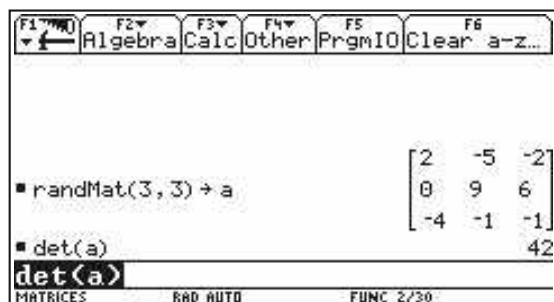 F1 F2 F3 F4 F5 F6
Algebra Calc Other PrgmIO Clear a-z…
[2 -5 -2]
randMat(3,3)→a [0 9 6]
[-4 -1 -1]
det(a) 42
det(a)
MATRICES RAD AUTO FUNC 2/30